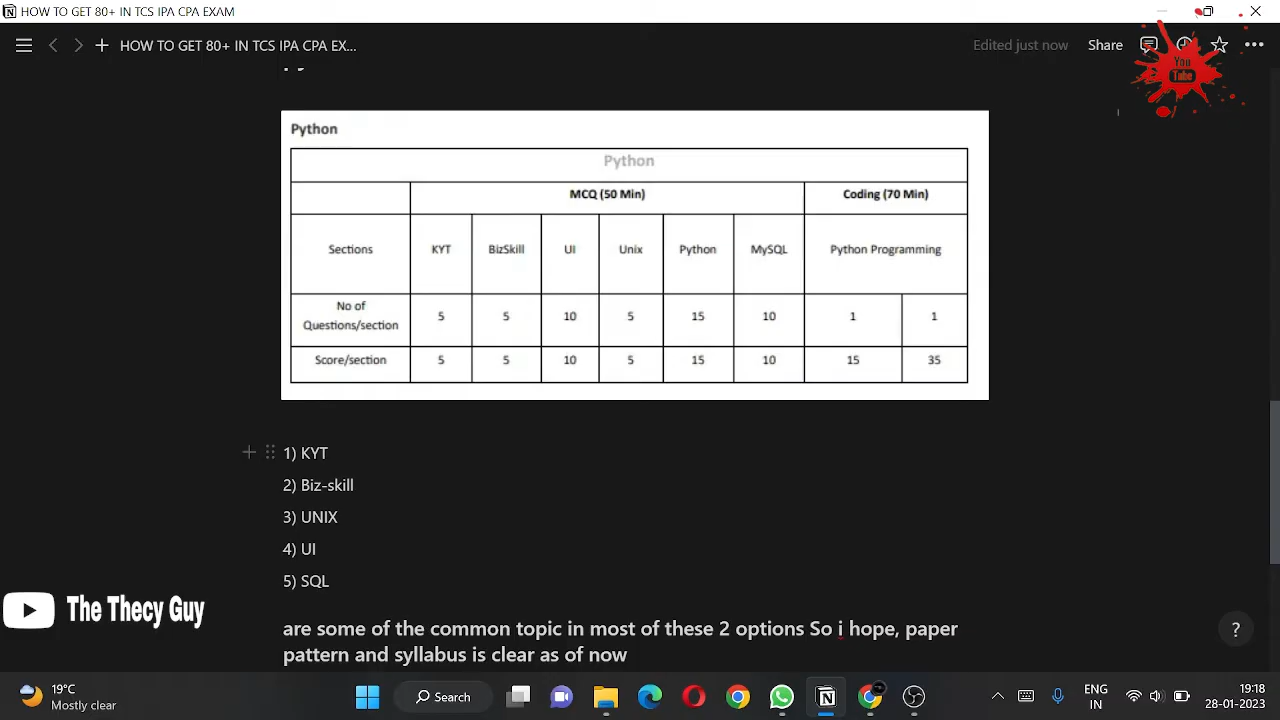 HOW TO GET 80+ IN TCS IPA CPA EXAM
HOW TO GET 80+ IN TCS IPA CPA EX...
Edited just now
Share
You
Tube
Python
Python
MCQ (50 Min)
Coding (70 Min)
Sections KYT BizSkill UI Unix Python MySQL Python Programming
No of
Questions/section 5 5 10 5 15 10 1 1
Score/section 5 5 10 5 15 10 15 35
1) KYT
2) Biz-skill
3) UNIX
4) UI
5) SQL
are some of the common topic in most of these 2 options So i hope, paper
pattern and syllabus is clear as of now
The Thecy Guy
?
19°C
Mostly clear
Search
ENG
IN
19:18
28-01-2023